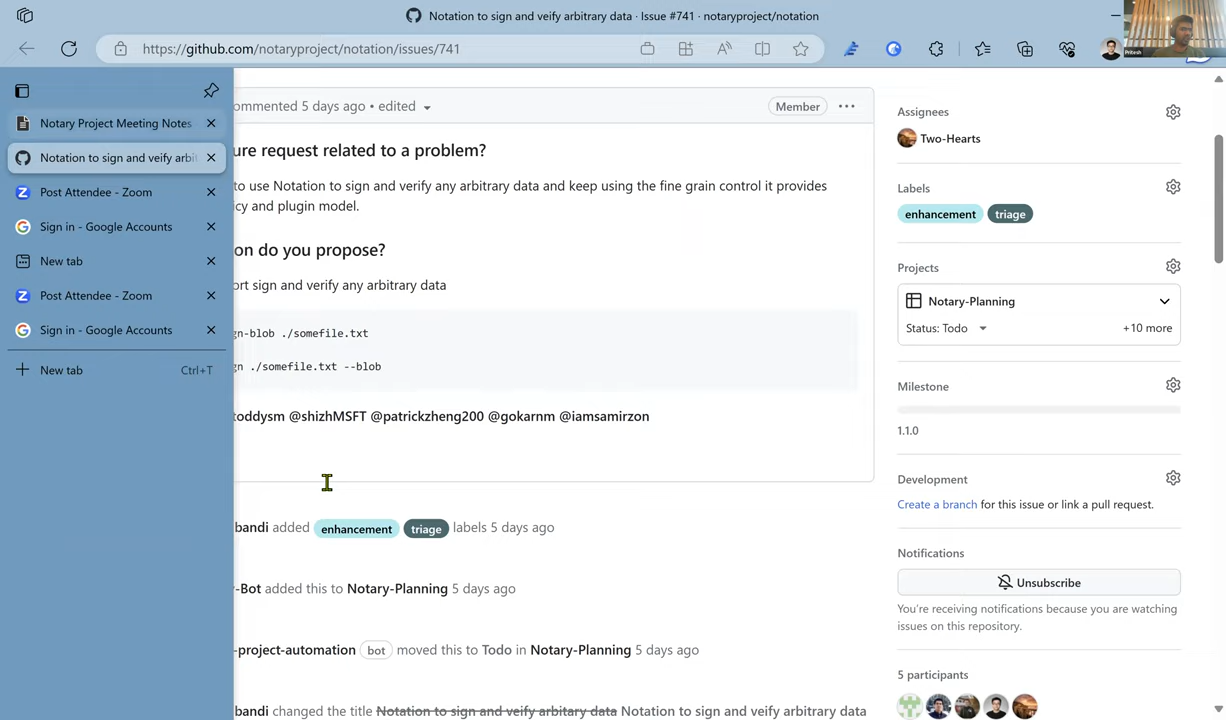 Notation to sign and veify arbitrary data · Issue #741 · notaryproject/notation
https://github.com/notaryproject/notation/issues/741
Pritesh
Notary Project Meeting Notes
Notation to sign and veify arbi
Post Attendee - Zoom
Sign in - Google Accounts
New tab
Post Attendee - Zoom
Sign in - Google Accounts
New tab Ctrl+T
ommented 5 days ago • edited
Member
ure request related to a problem?
to use Notation to sign and verify any arbitrary data and keep using the fine grain control it provides
icy and plugin model.
on do you propose?
ort sign and verify any arbitrary data
gn-blob ./somefile.txt
gn ./somefile.txt --blob
toddysm @shizhMSFT @patrickzheng200 @gokarnm @iamsamirzon
bandi added enhancement triage labels 5 days ago
-Bot added this to Notary-Planning 5 days ago
-project-automation bot moved this to Todo in Notary-Planning 5 days ago
bandi changed the title Notation to sign and veify arbitary data Notation to sign and veify arbitrary data
Assignees
Two-Hearts
Labels
enhancement triage
Projects
Notary-Planning
Status: Todo +10 more
Milestone
1.1.0
Development
Create a branch for this issue or link a pull request.
Notifications
Unsubscribe
You're receiving notifications because you are watching
issues on this repository.
5 participants